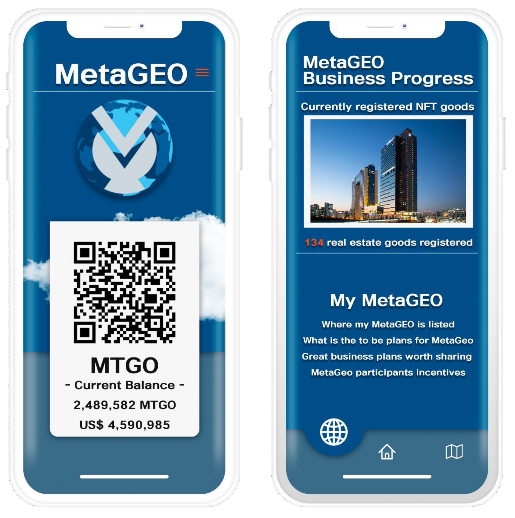 MetaGEO
MTGO
- Current Balance -
2,489,582 MTGO
US$ 4,590,985
MetaGEO
Business Progress
Currently registered NFT goods
134 real estate goods registered
My MetaGEO
Where my MetaGEO is listed
What is the to be plans for MetaGeo
Great business plans worth sharing
MetaGeo participants incentives